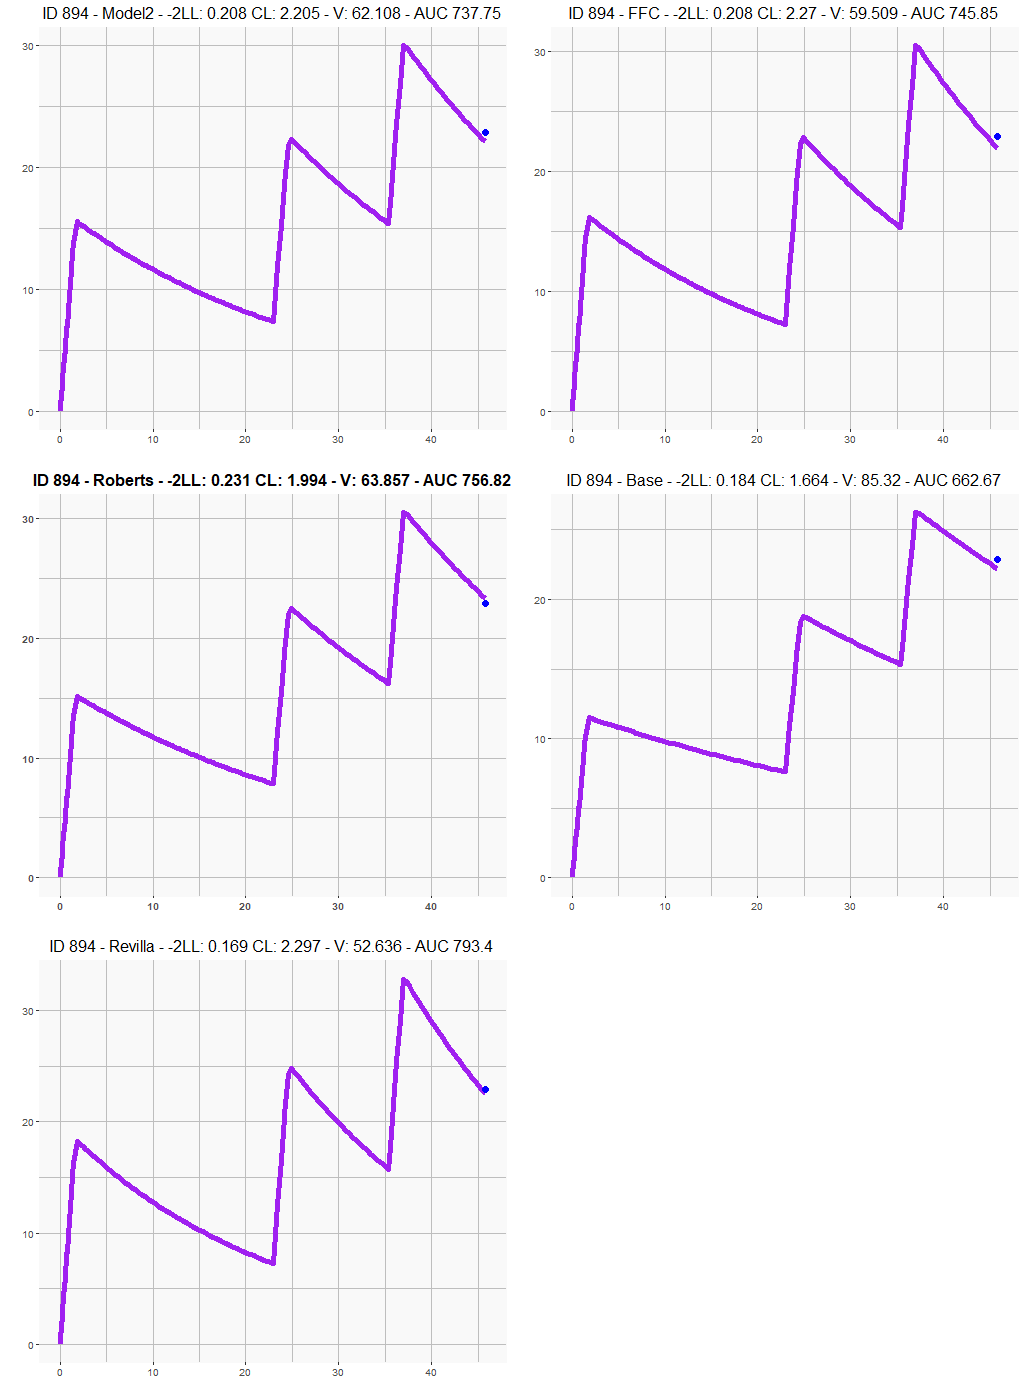 ID 894 - Model2 - -2LL: 0.208 CL: 2.205 - V: 62.108 - AUC 737.75
30
20
10
0
0 10 20 30 40
ID 894 - FFC - -2LL: 0.208 CL: 2.27 - V: 59.509 - AUC 745.85
30
20
10
0
0 10 20 30 40
ID 894 - Roberts - -2LL: 0.231 CL: 1.994 - V: 63.857 - AUC 756.82
30
20
10
0
0 10 20 30 40
ID 894 - Base - -2LL: 0.184 CL: 1.664 - V: 85.32 - AUC 662.67
20
10
0
0 10 20 30 40
ID 894 - Revilla - -2LL: 0.169 CL: 2.297 - V: 52.636 - AUC 793.4
30
20
10
0
0 10 20 30 40